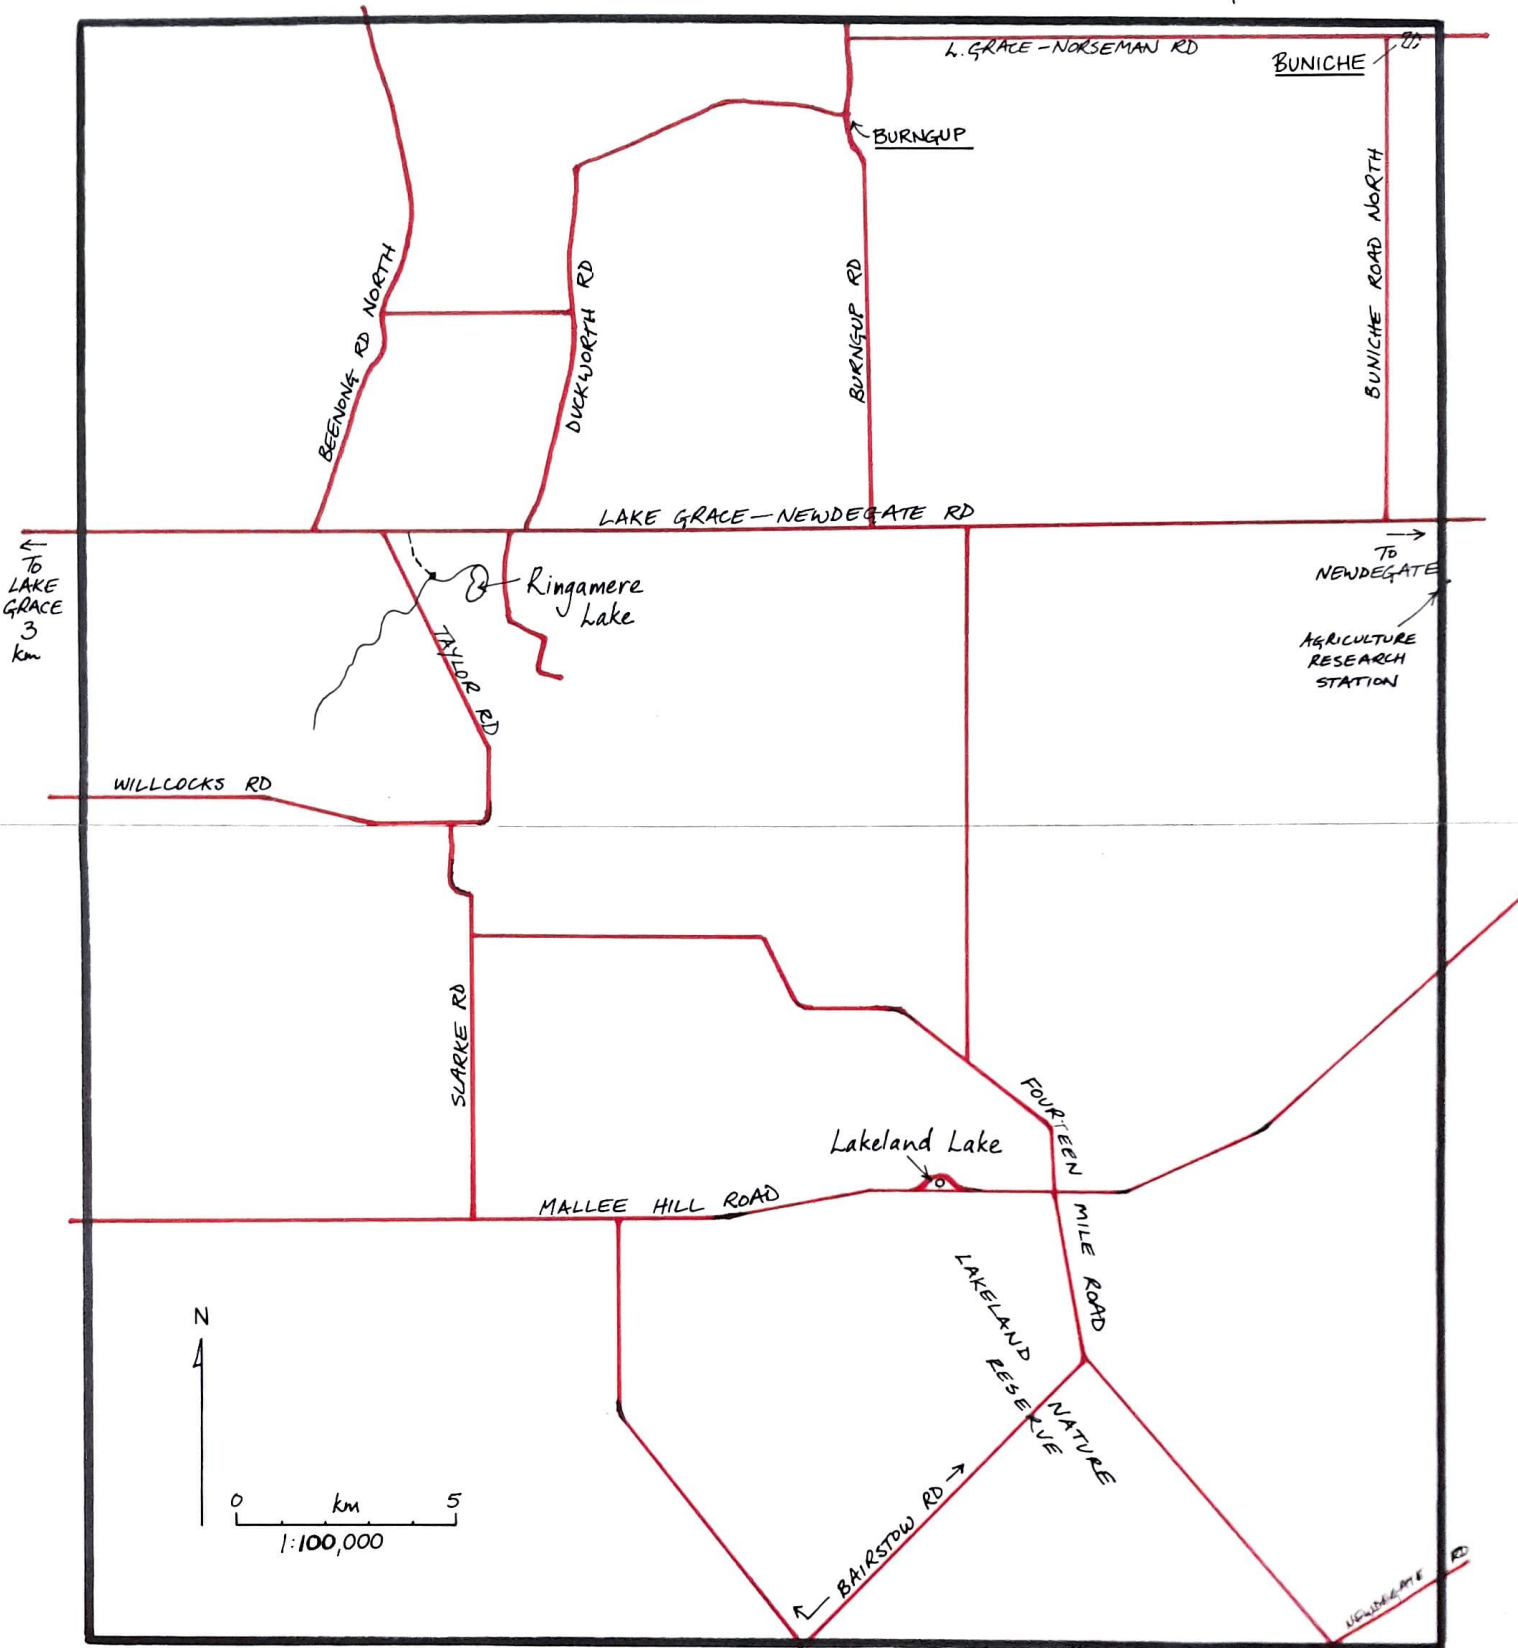 L. GRACE-NORSEMAN RD
BUNICHE
BURNGUP
BEENONG RD NORTH
DUCKWORTH RD
BURNGUP RD
BUNICHE ROAD NORTH
LAKE GRACE-NEWDEGATE RD
←
TO
LAKE
GRACE
3
km
→
TO
NEWDEGATE
Ringamere
Lake
TAYLOR RD
AGRICULTURE
RESEARCH
STATION
WILLCOCKS RD
SLARKE RD
FOURTEEN MILE ROAD
Lakeland Lake
MALLEE HILL ROAD
LAKELAND
NATURE
RESERVE
N
0 km 5
1:100,000
BAIRSTOW RD
NEWDEGATE RD